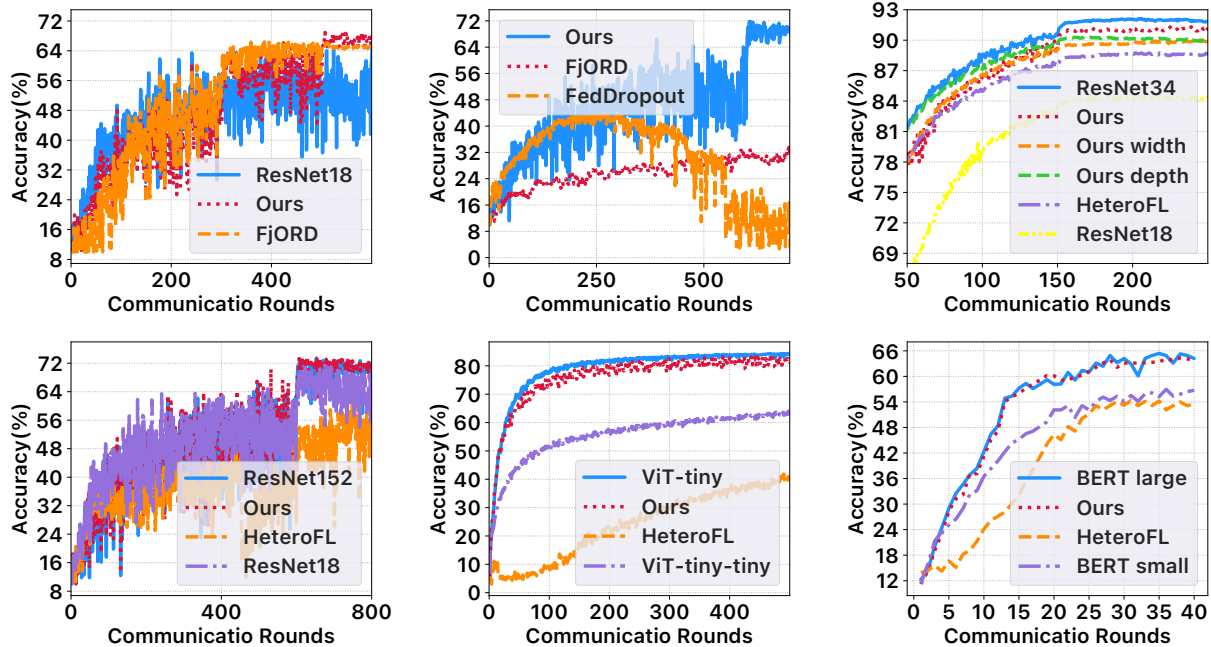 72
64
56
48
40
32
24
16
8
Accuracy(%)
ResNet18
Ours
FjORD
0
200
400
Communicatio Rounds
72
64
56
48
40
32
24
16
8
0
Accuracy(%)
Ours
FjORD
FedDropout
0
250
500
Communicatio Rounds
93
90
87
84
81
78
75
72
69
Accuracy(%)
ResNet34
Ours
Ours width
Ours depth
HeteroFL
ResNet18
50
100
150
200
Communicatio Rounds
72
64
56
48
40
32
24
16
8
Accuracy(%)
ResNet152
Ours
HeteroFL
ResNet18
0
400
800
Communicatio Rounds
80
70
60
50
40
30
20
10
0
Accuracy(%)
ViT-tiny
Ours
HeteroFL
ViT-tiny-tiny
0
100
200
300
400
Communicatio Rounds
66
60
54
48
42
36
30
24
18
12
Accuracy(%)
BERT large
Ours
HeteroFL
BERT small
0
5
10
15
20
25
30
35
40
Communicatio Rounds